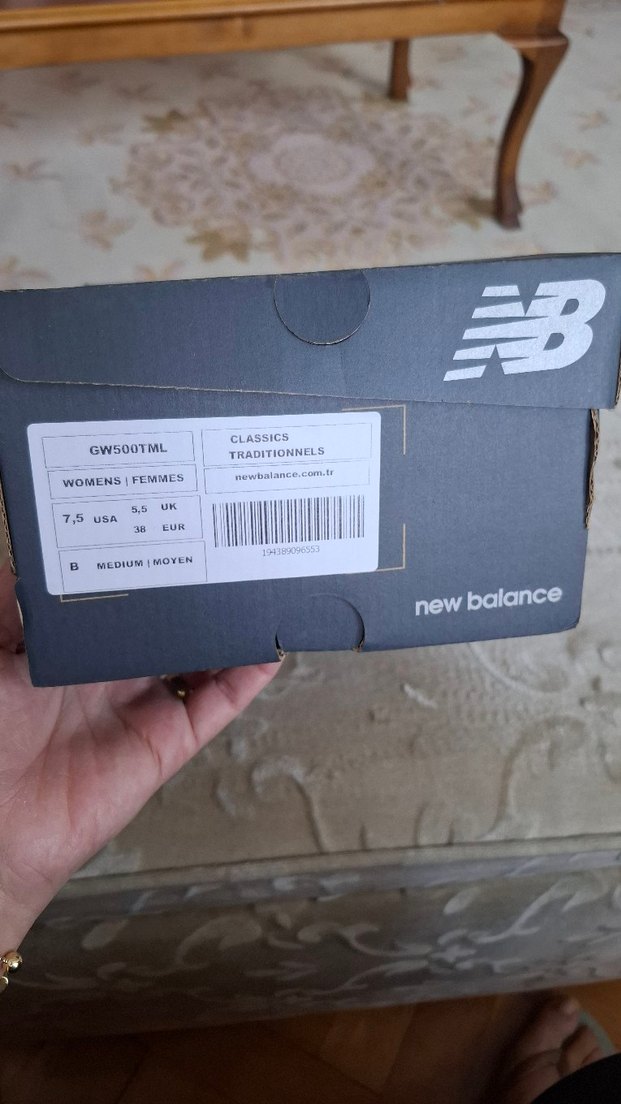 NB
GW500TML
WOMENS | FEMMES
7,5 USA
5,5 UK
38 EUR
B MEDIUM | MOYEN
CLASSICS
TRADITIONNELS
newbalance.com.tr
194389096553
new balance